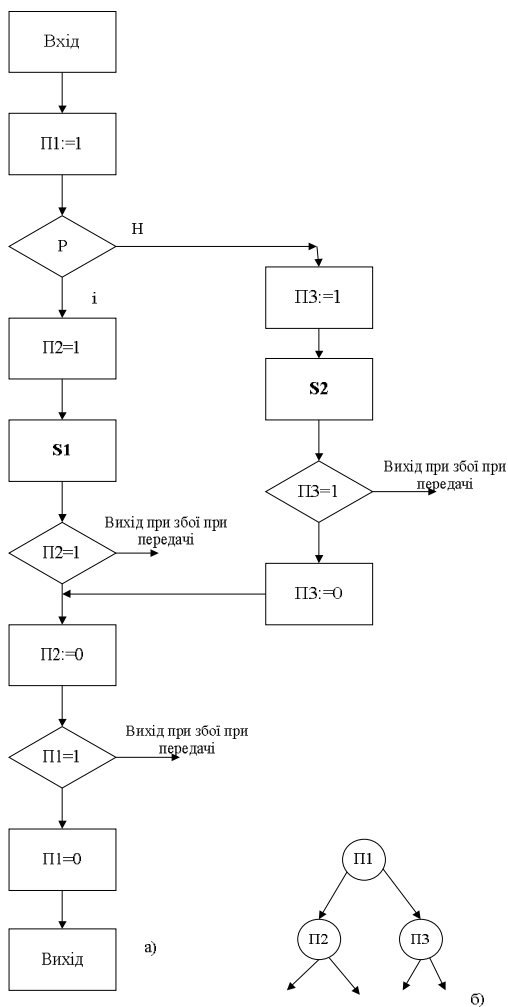 Вхід
П1:=1
Р
Н
і
П3:=1
П2=1
S2
S1
Вихід при збої при
передачі
П3=1
Вихід при збої при
передачі
П2=1
П3:=0
П2:=0
Вихід при збої при
передачі
П1=1
П1=0
П1
Вихід
а)
П2
П3
б)